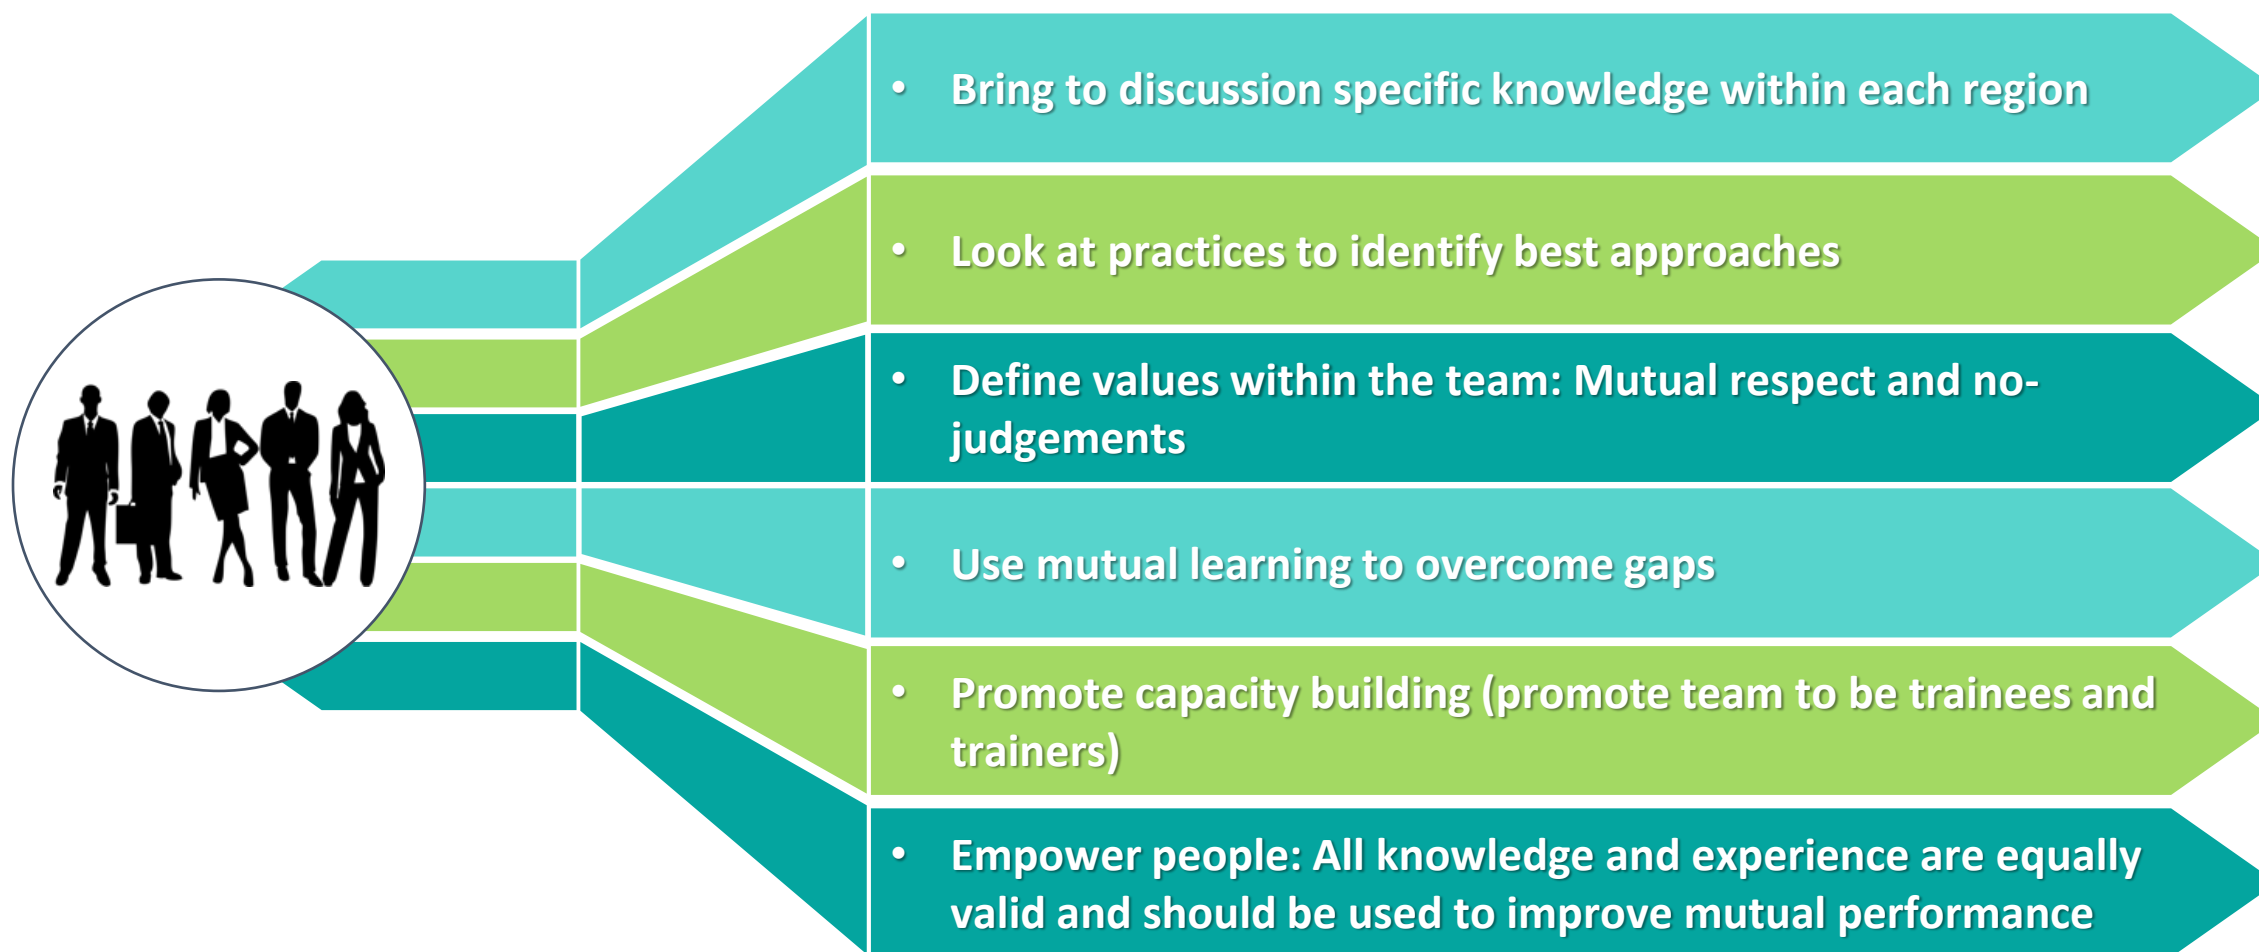 • Bring to discussion specific knowledge within each region
• Look at practices to identify best approaches
• Define values within the team: Mutual respect and no-
judgements
• Use mutual learning to overcome gaps
• Promote capacity building (promote team to be trainees and
trainers)
• Empower people: All knowledge and experience are equally
valid and should be used to improve mutual performance